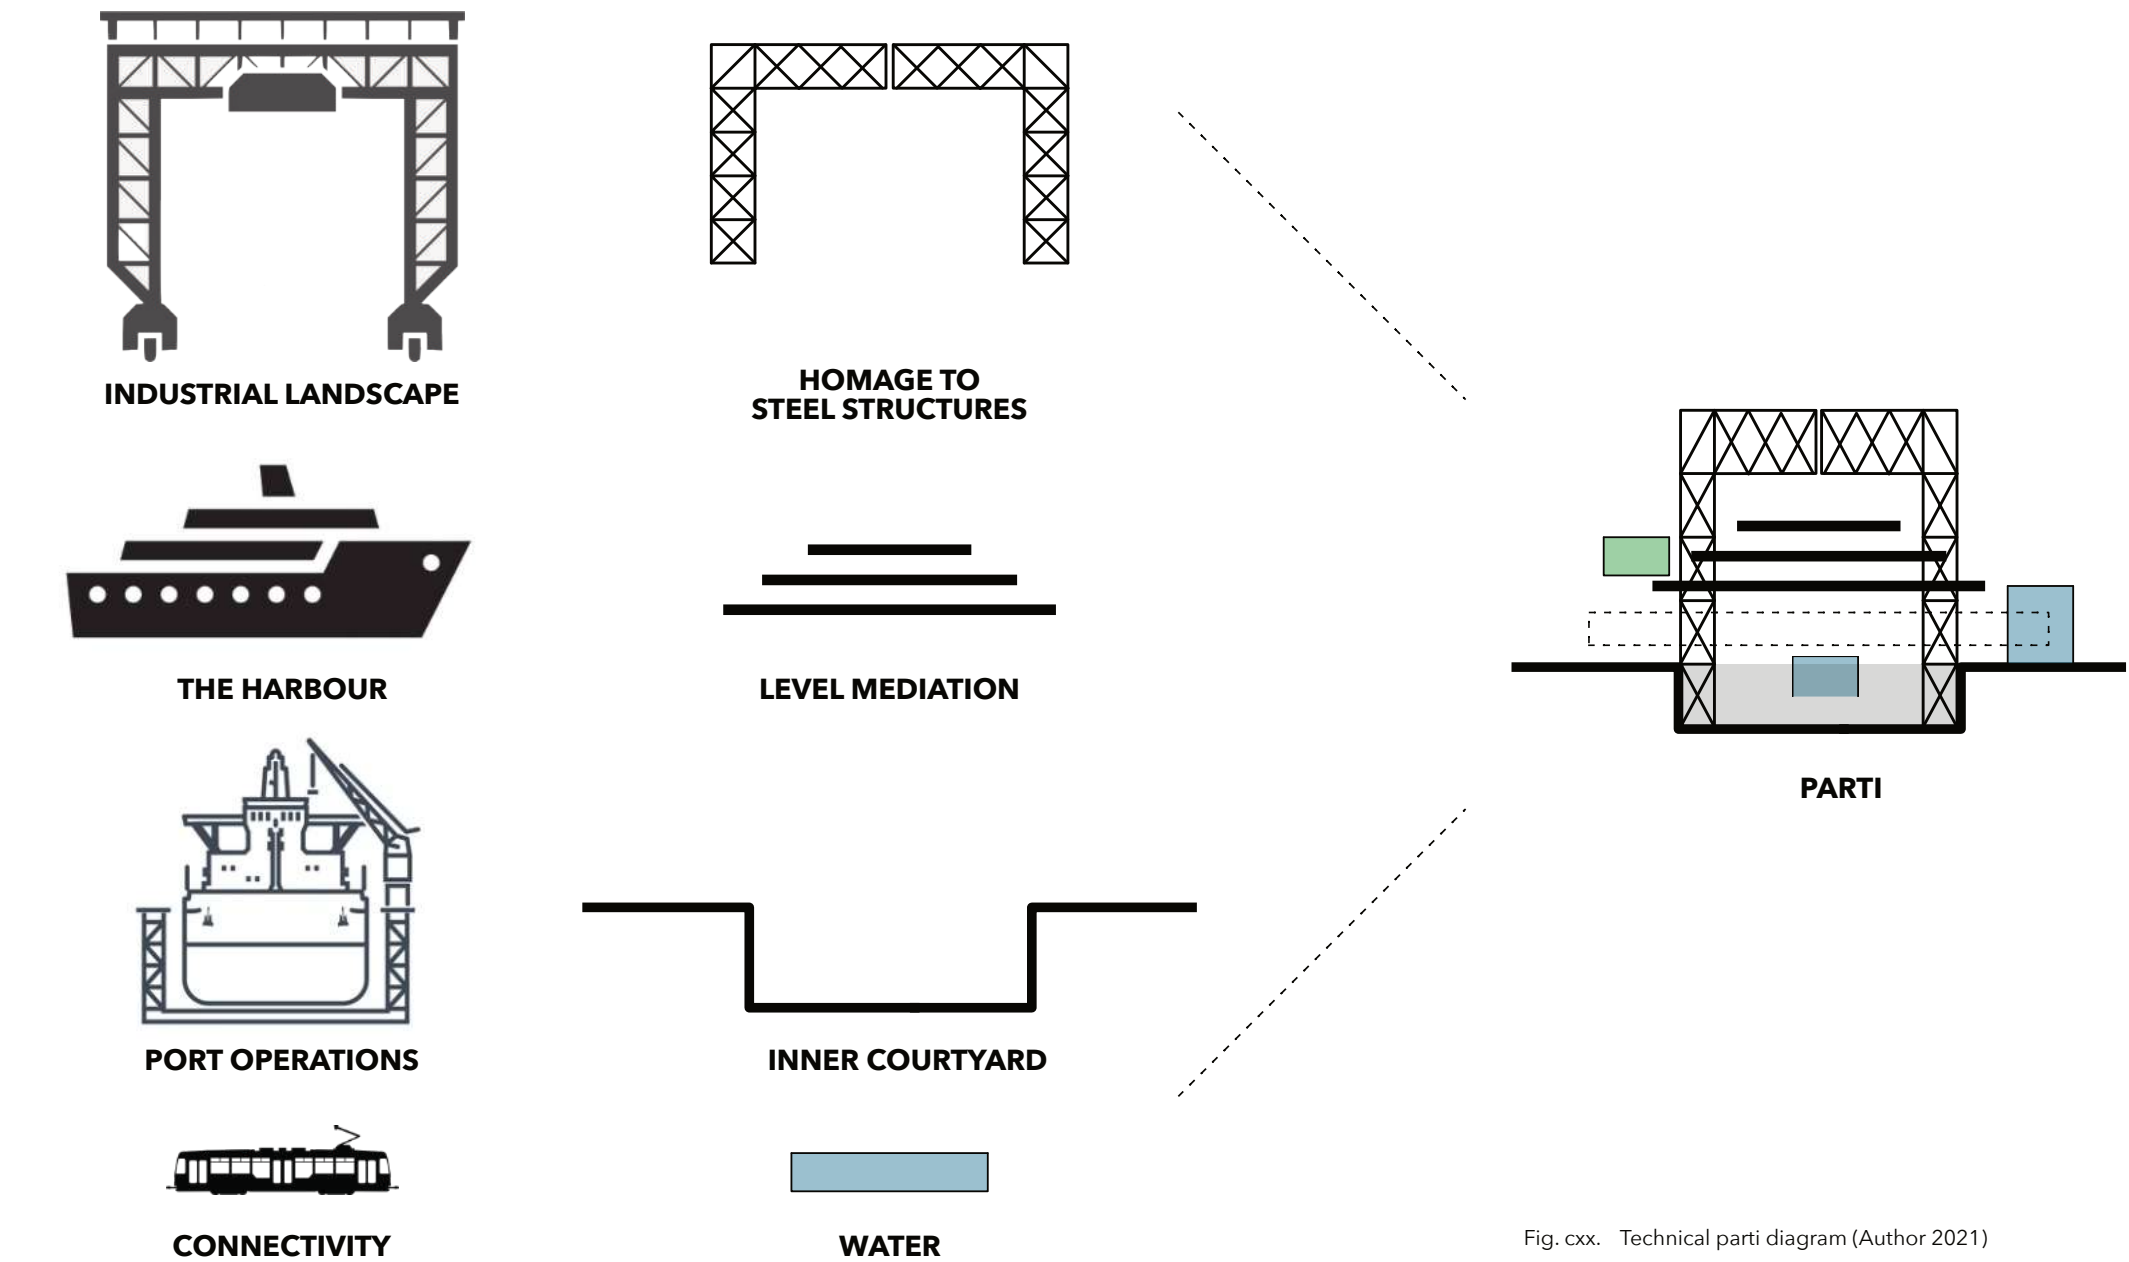 INDUSTRIAL LANDSCAPE
HOMAGE TO
STEEL STRUCTURES
THE HARBOUR
LEVEL MEDIATION
PARTI
PORT OPERATIONS
INNER COURTYARD
CONNECTIVITY
WATER
Fig. cxx. Technical parti diagram (Author 2021)